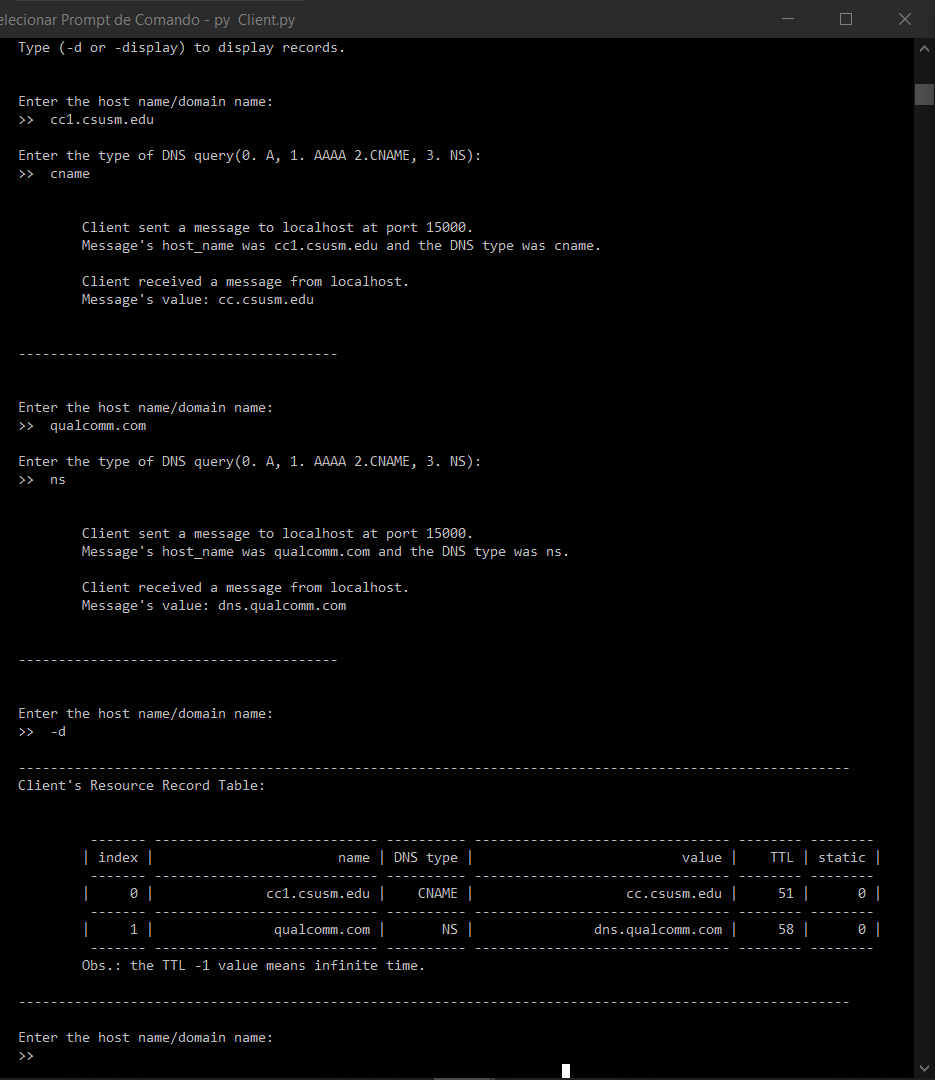 elecionar Prompt de Comando - py  Client.py
Type (-d or -display) to display records.
Enter the host name/domain name:
>>  cc1.csusm.edu
Enter the type of DNS query(0. A, 1. AAAA 2.CNAME, 3. NS):
>>  cname
Client sent a message to localhost at port 15000.
Message's host_name was cc1.csusm.edu and the DNS type was cname.
Client received a message from localhost.
Message's value: cc.csusm.edu
----------------------------------------
Enter the host name/domain name:
>>  qualcomm.com
Enter the type of DNS query(0. A, 1. AAAA 2.CNAME, 3. NS):
>>  ns
Client sent a message to localhost at port 15000.
Message's host_name was qualcomm.com and the DNS type was ns.
Client received a message from localhost.
Message's value: dns.qualcomm.com
----------------------------------------
Enter the host name/domain name:
>>  -d
--------------------------------------------------------------------------------------------------------
Client's Resource Record Table:
 ------- ---------------------------- ---------- -------------------------------- -------- --------
| index |                       name | DNS type |                          value |    TTL | static |
 ------- ---------------------------- ---------- -------------------------------- -------- --------
|     0 |              cc1.csusm.edu |    CNAME |                   cc.csusm.edu |     51 |      0 |
 ------- ---------------------------- ---------- -------------------------------- -------- --------
|     1 |               qualcomm.com |       NS |               dns.qualcomm.com |     58 |      0 |
 ------- ---------------------------- ---------- -------------------------------- -------- --------
Obs.: the TTL -1 value means infinite time.
--------------------------------------------------------------------------------------------------------
Enter the host name/domain name:
>>